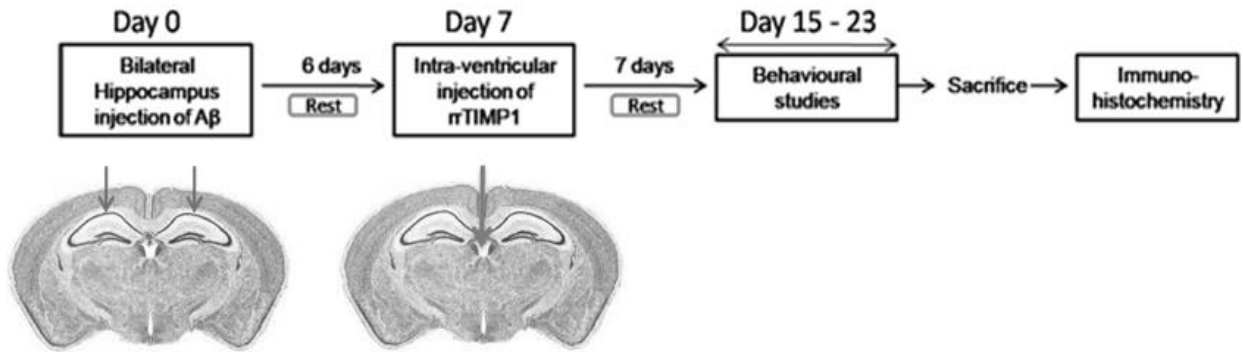 Day 0
Day 7
Day 15 - 23
Bilateral
Hippocampus
injection of Aβ
6 days
Rest
Intra-ventricular
injection of
rrTIMP1
7 days
Rest
Behavioural
studies
Sacrifice
Immuno-
histochemistry